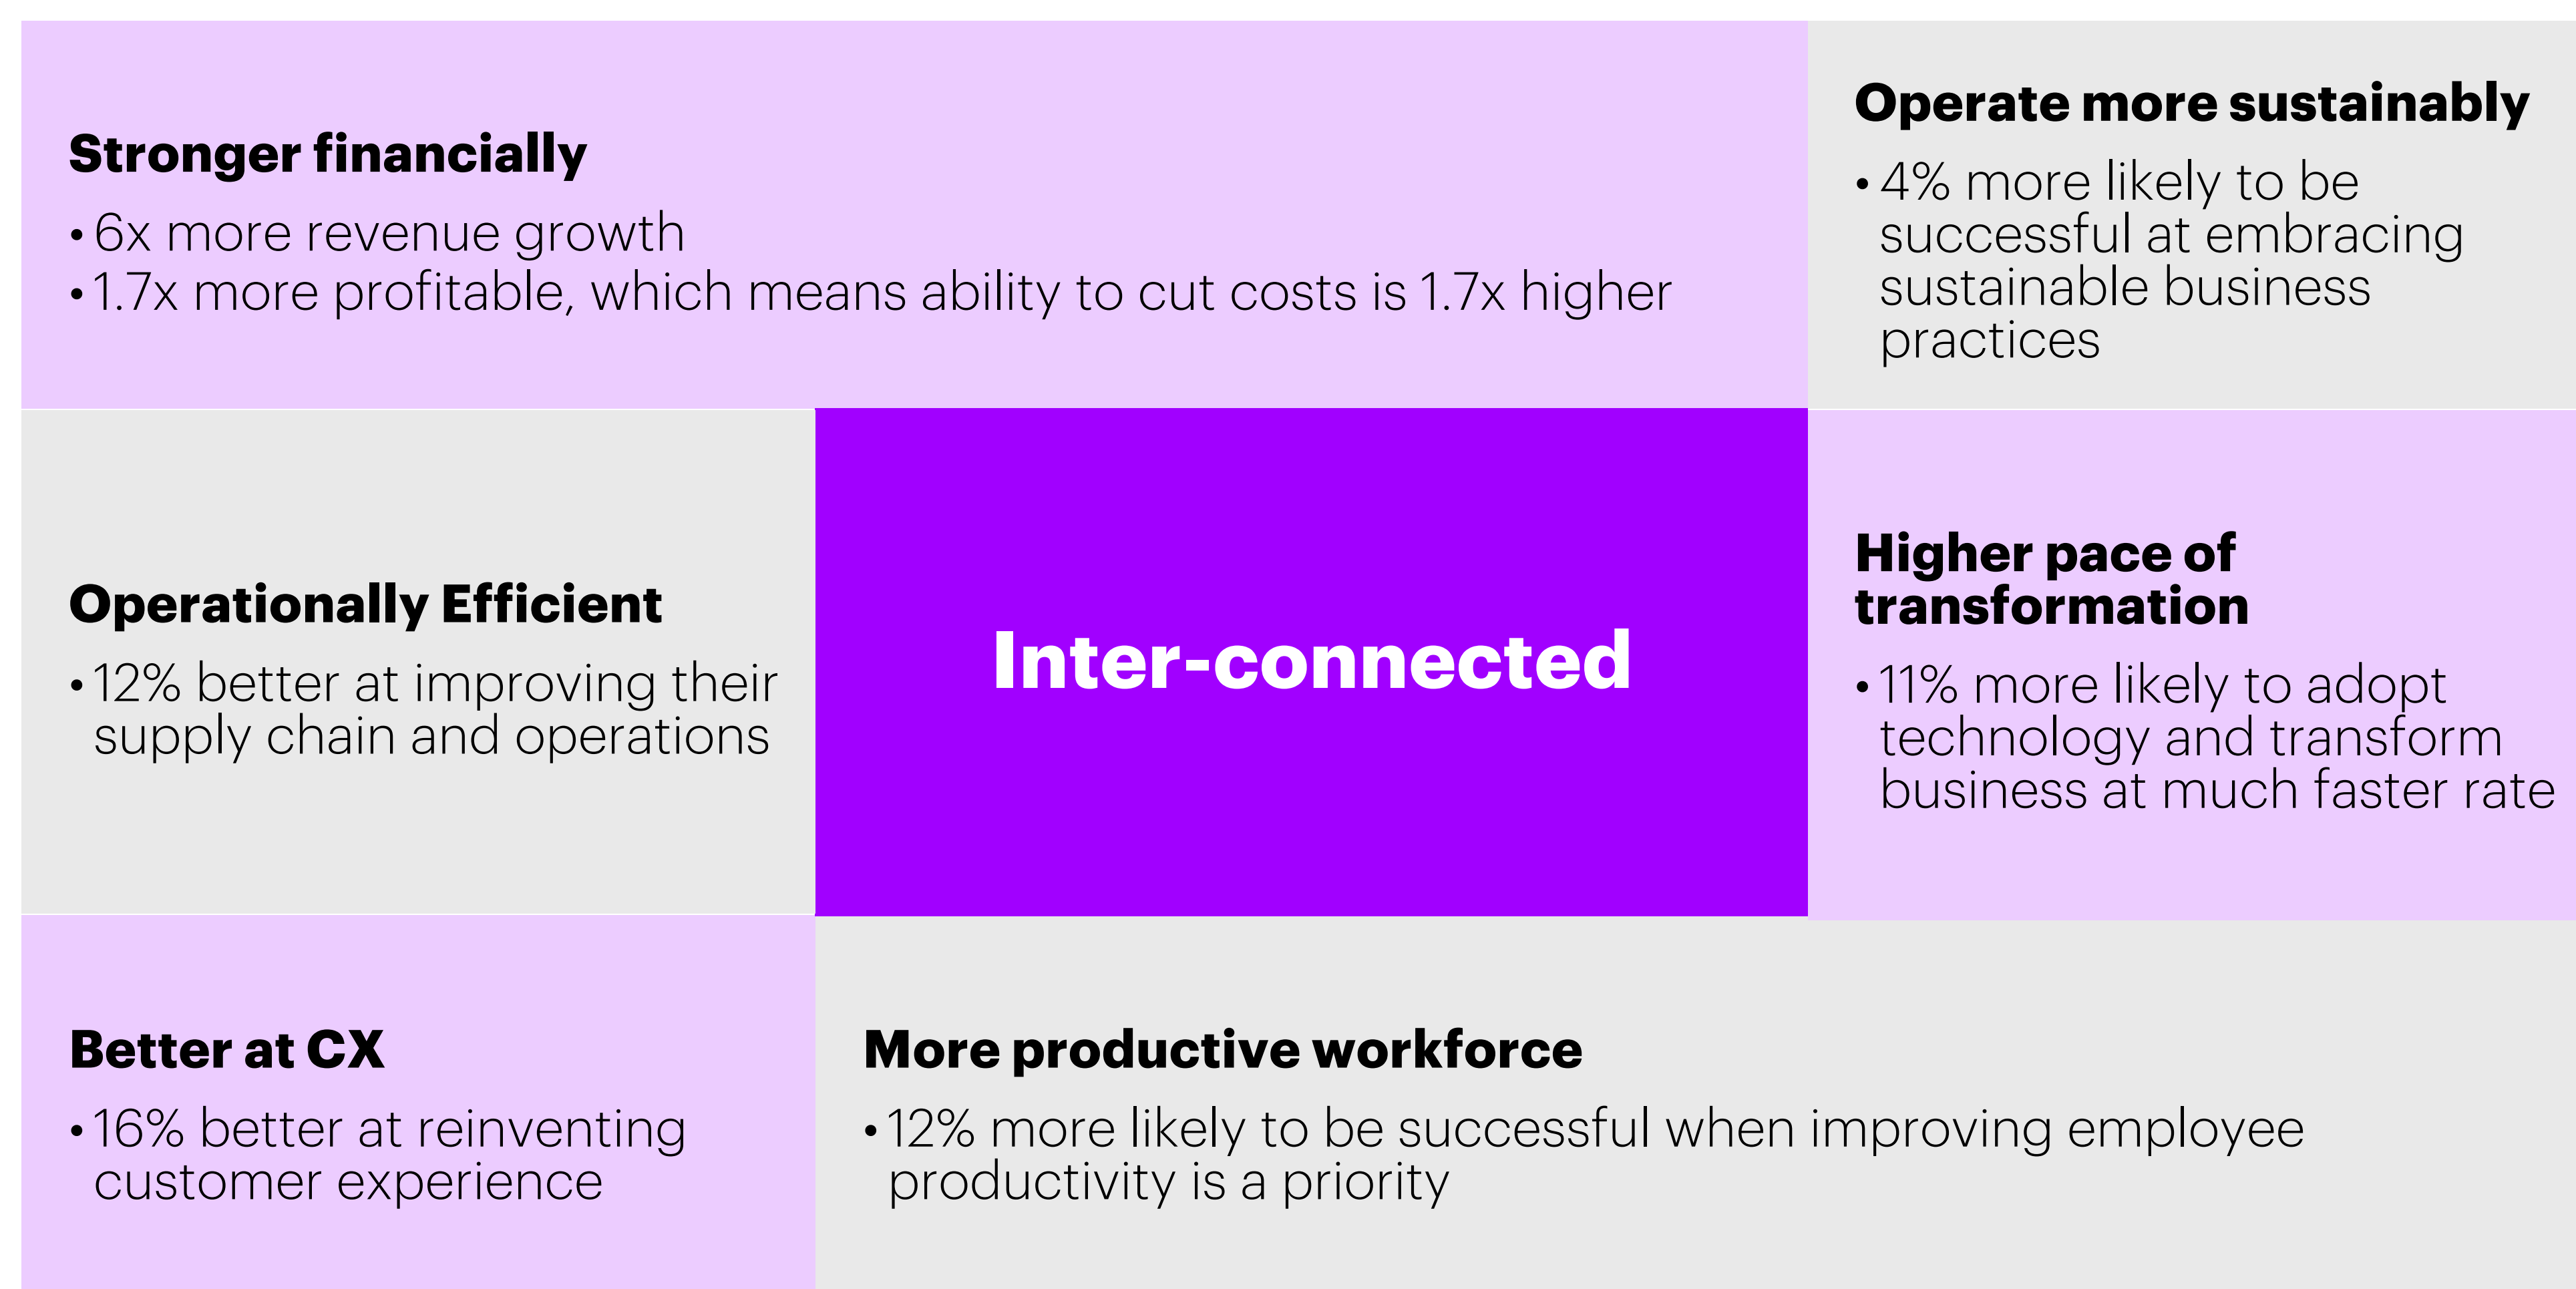 Stronger financially
• 6x more revenue growth
• 1.7x more profitable, which means ability to cut costs is 1.7x higher
Operate more sustainably
• 4% more likely to be
successful at embracing
sustainable business
practices
Operationally Efficient
• 12% better at improving their
supply chain and operations
Inter-connected
Higher pace of
transformation
• 11% more likely to adopt
technology and transform
business at much faster rate
Better at CX
• 16% better at reinventing
customer experience
More productive workforce
• 12% more likely to be successful when improving employee
productivity is a priority